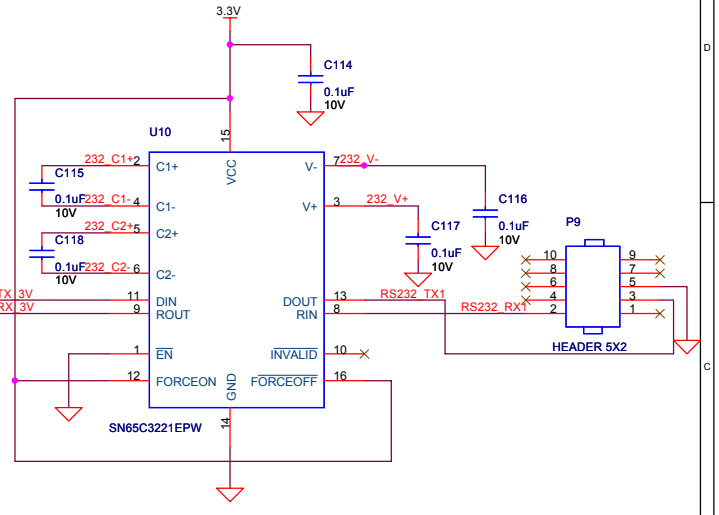 3.3V
D
C114
0.1uF
10V
U10
15
VCC
232_C1+ 2 C1+
V- 7 232_V-
C115
0.1uF 232_C1- 4 C1-
10V
V+ 3 232_V+
C116
0.1uF
10V
232_C2+ 5 C2+
C118
0.1uF 232_C2- 6 C2-
10V
C117
0.1uF
10V
P9
10 9
8 7
6 5
4 3
2 1
HEADER 5X2
TX_3V 11 DIN
DOUT 13 RS232_TX1
RX_3V 9 ROUT
RIN 8 RS232_RX1
1 EN
INVALID 10
12 FORCEON
FORCEOFF 16
GND
14
SN65C3221EPW
C